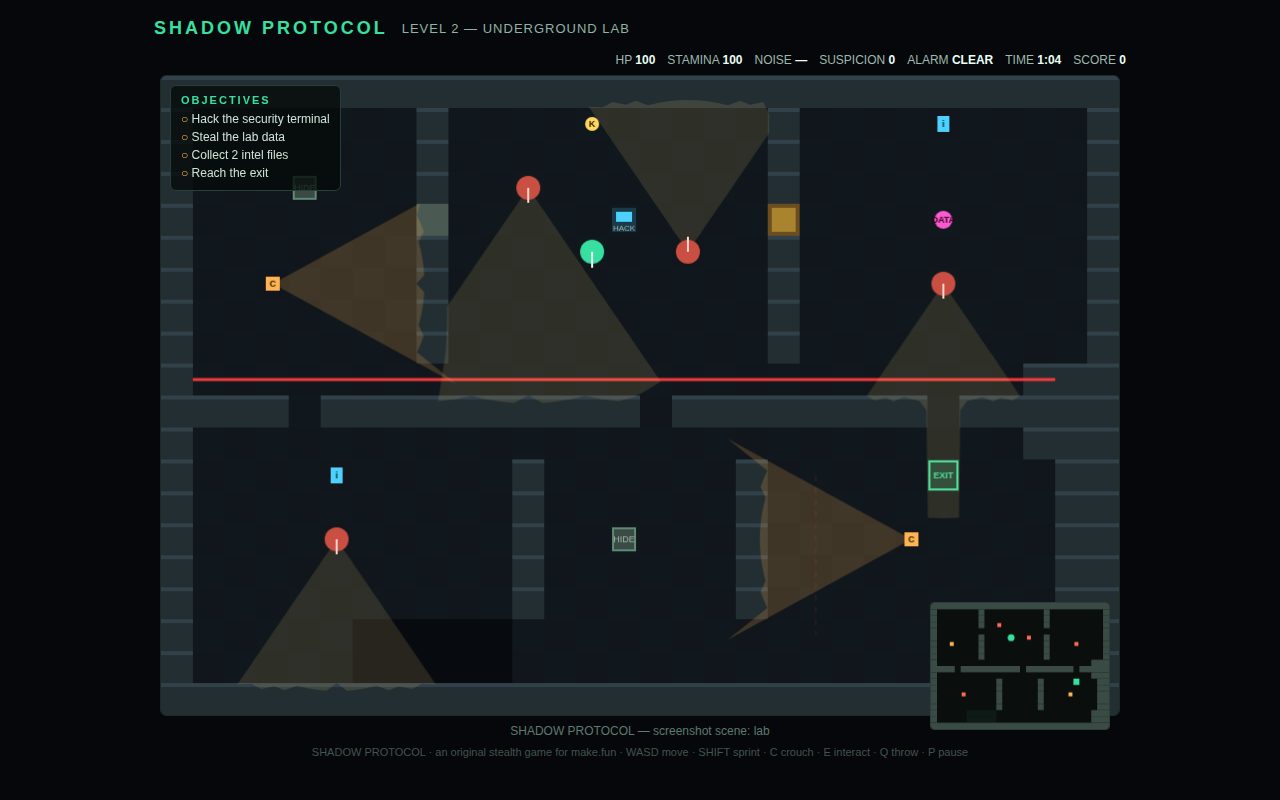 SHADOW PROTOCOL LEVEL 2 — UNDERGROUND LAB
HP 100 STAMINA 100 NOISE — SUSPICION 0 ALARM CLEAR TIME 1:04 SCORE 0
OBJECTIVES
○ Hack the security terminal
○ Steal the lab data
○ Collect 2 intel files
○ Reach the exit
K
i
HIDE
HACK
DATA
C
i
EXIT
HIDE
C
SHADOW PROTOCOL — screenshot scene: lab
SHADOW PROTOCOL · an original stealth game for make.fun · WASD move · SHIFT sprint · C crouch · E interact · Q throw · P pause